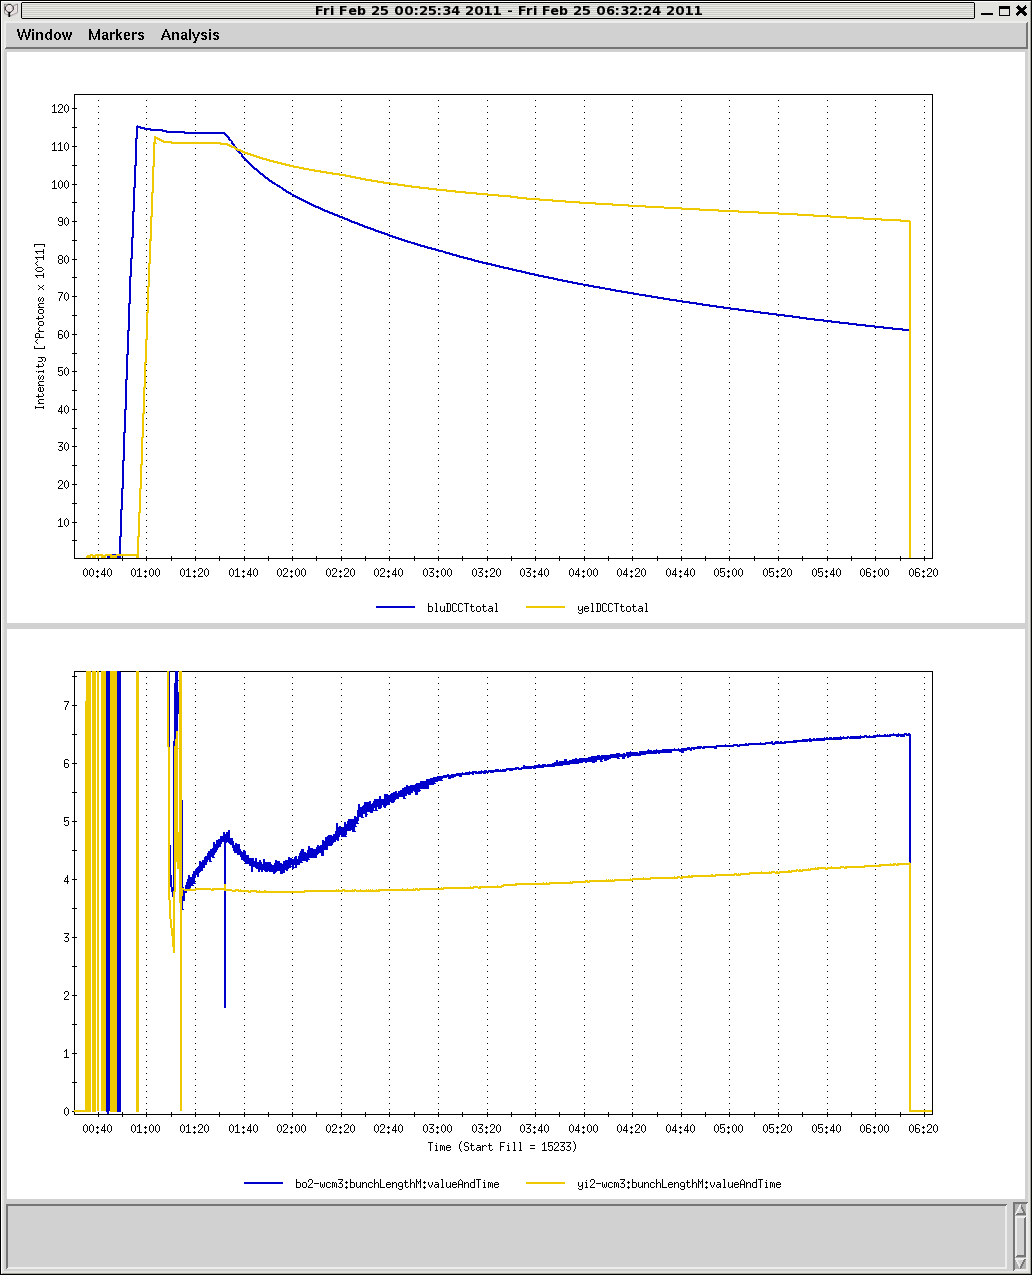 Fri Feb 25 00:25:34 2011 - Fri Feb 25 06:32:24 2011
Window Markers Analysis
120
110
100
90
80
70
60
50
40
30
20
10
Intensity [^Protons x 10^11]
00:40 01:00 01:20 01:40 02:00 02:20 02:40 03:00 03:20 03:40 04:00 04:20 04:40 05:00 05:20 05:40 06:00 06:20
bluDCCTtotal yelDCCTtotal
7
6
5
4
3
2
1
0
00:40 01:00 01:20 01:40 02:00 02:20 02:40 03:00 03:20 03:40 04:00 04:20 04:40 05:00 05:20 05:40 06:00 06:20
Time (Start Fill = 15233)
bo2-wcm3:bunchLengthM:valueAndTime yi2-wcm3:bunchLengthM:valueAndTime